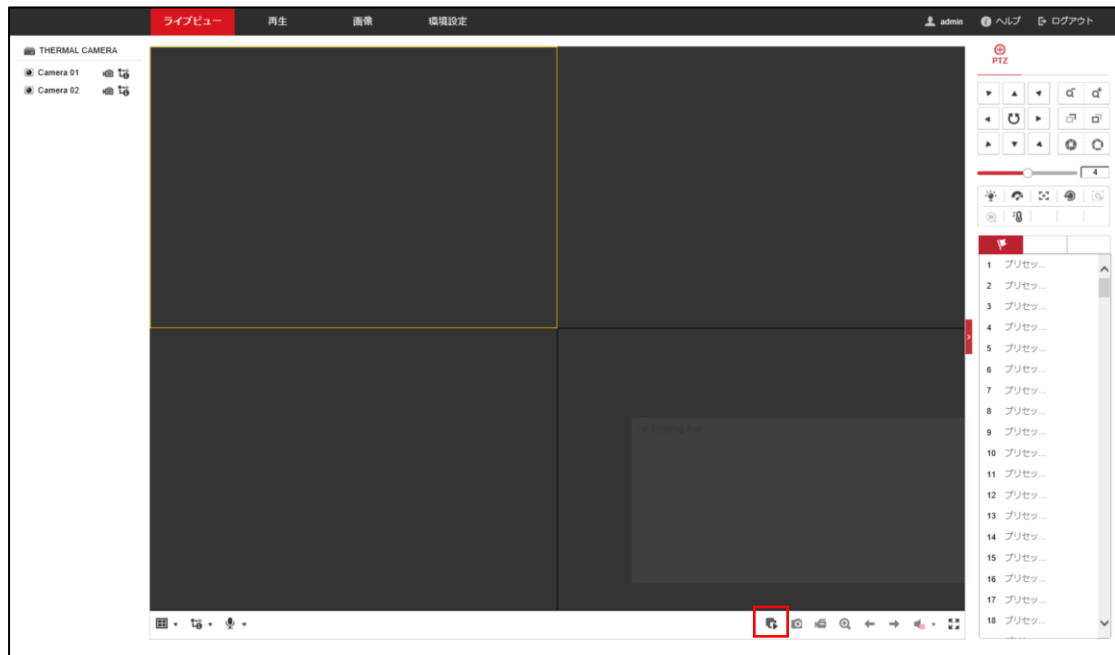 ライブビュー 再生 画像 環境設定 admin ヘルプ ログアウト
THERMAL CAMERA
Camera 01
Camera 02
PTZ
4
1 プリセッ...
2 プリセッ...
3 プリセッ...
4 プリセッ...
5 プリセッ...
6 プリセッ...
7 プリセッ...
8 プリセッ...
9 プリセッ...
10 プリセッ...
11 プリセッ...
12 プリセッ...
13 プリセッ...
14 プリセッ...
15 プリセッ...
16 プリセッ...
17 プリセッ...
18 プリセッ...